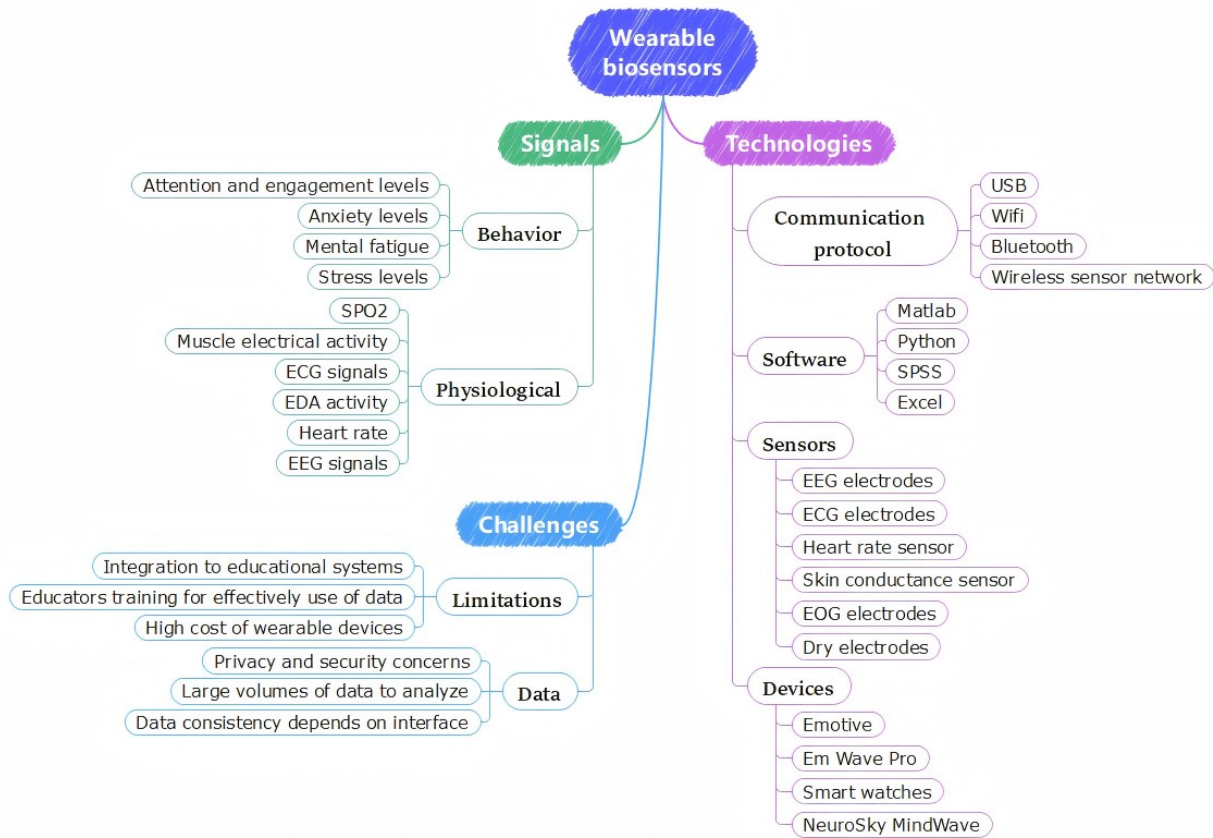 Wearable
biosensors
Signals
Behavior
Attention and engagement levels
Anxiety levels
Mental fatigue
Stress levels
Physiological
SPO2
Muscle electrical activity
ECG signals
EDA activity
Heart rate
EEG signals
Challenges
Limitations
Integration to educational systems
Educators training for effectively use of data
High cost of wearable devices
Data
Privacy and security concerns
Large volumes of data to analyze
Data consistency depends on interface
Technologies
Communication
protocol
USB
Wifi
Bluetooth
Wireless sensor network
Software
Matlab
Python
SPSS
Excel
Sensors
EEG electrodes
ECG electrodes
Heart rate sensor
Skin conductance sensor
EOG electrodes
Dry electrodes
Devices
Emotive
Em Wave Pro
Smart watches
NeuroSky MindWave